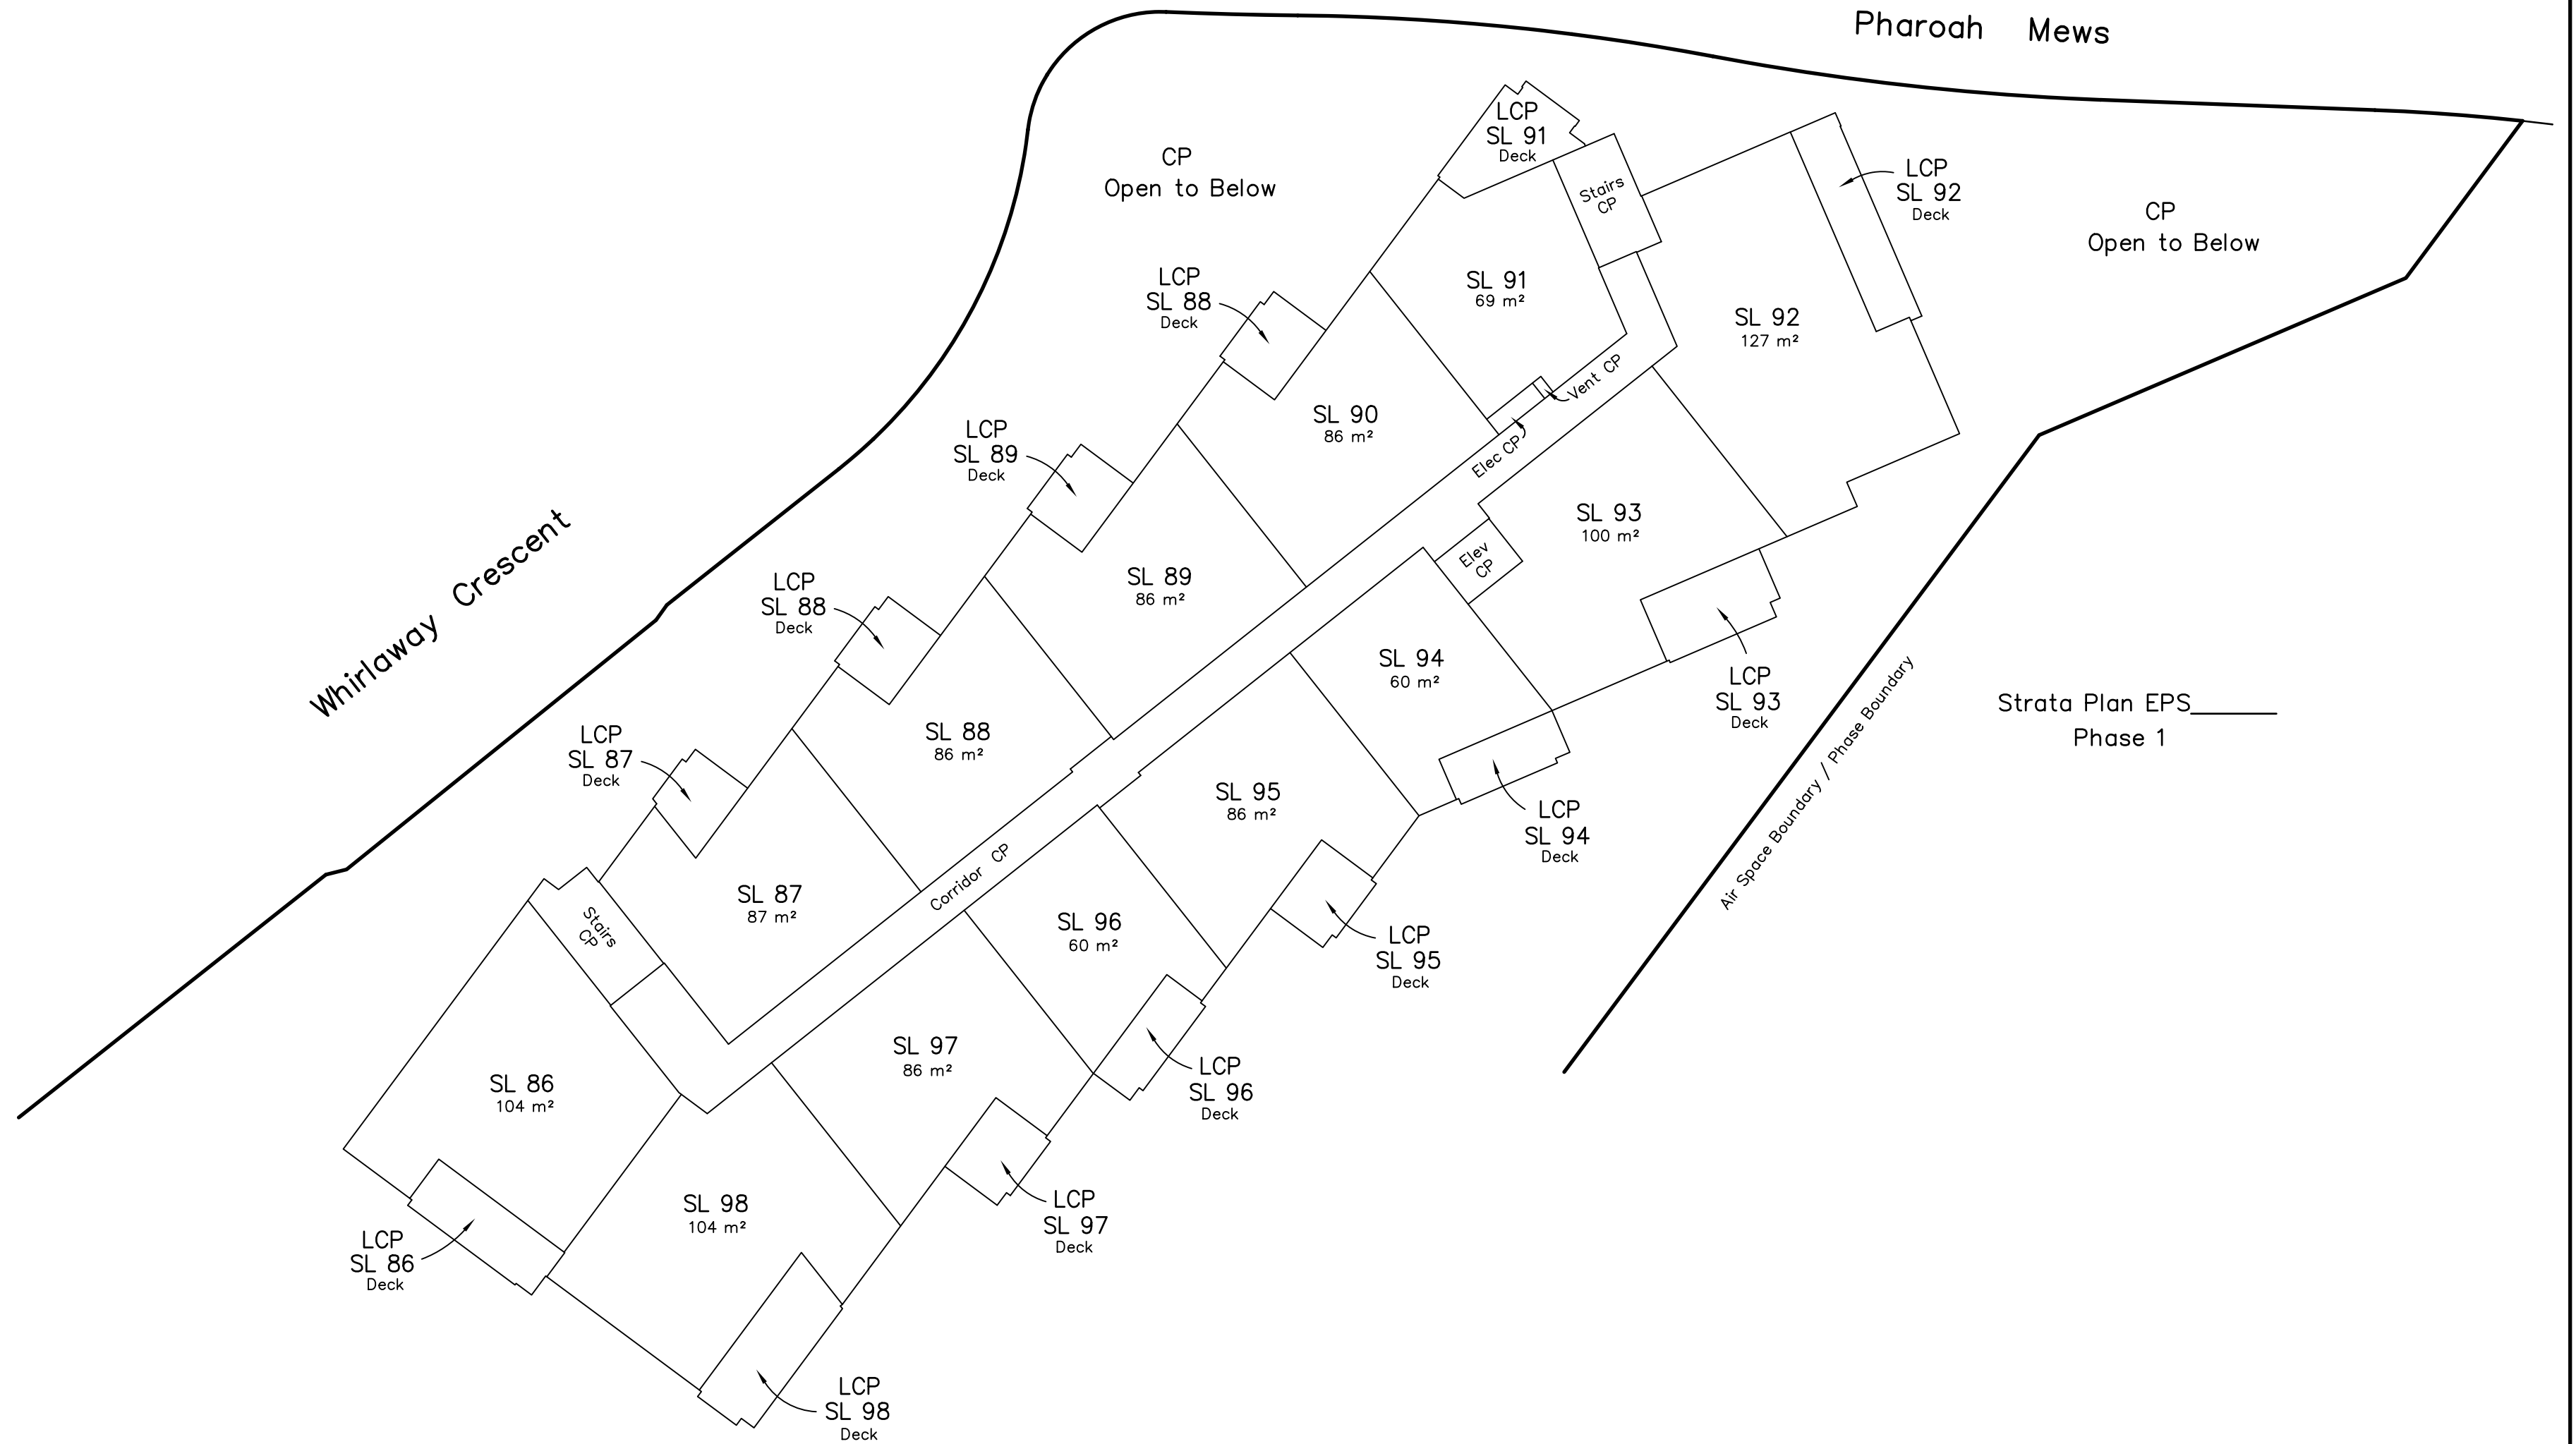 Pharoah Mews
LCP
SL 91
Deck
CP
Open to Below
Stairs
CP
LCP
SL 92
Deck
CP
Open to Below
LCP
SL 88
Deck
SL 91
69 m²
SL 92
127 m²
Vent CP
SL 90
86 m²
Elec CP
LCP
SL 89
Deck
Whirlaway Crescent
SL 93
100 m²
Elev
CP
SL 89
86 m²
LCP
SL 88
Deck
SL 94
60 m²
LCP
SL 93
Deck
Air Space Boundary / Phase Boundary
Strata Plan EPS______
Phase 1
SL 88
86 m²
LCP
SL 87
Deck
SL 95
86 m²
LCP
SL 94
Deck
Corridor CP
SL 87
87 m²
Stairs
CP
SL 96
60 m²
LCP
SL 95
Deck
SL 97
86 m²
LCP
SL 96
Deck
SL 86
104 m²
SL 98
104 m²
LCP
SL 97
Deck
LCP
SL 86
Deck
LCP
SL 98
Deck